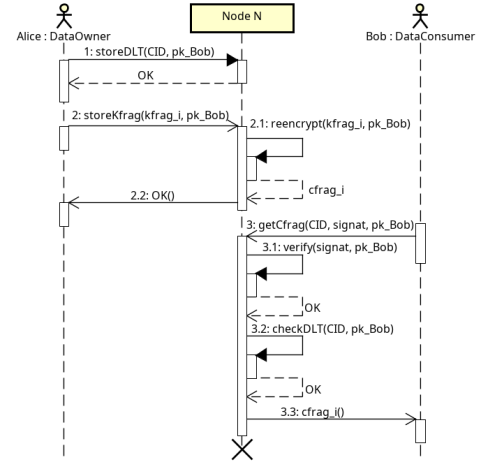 Node N
Alice : DataOwner
Bob : DataConsumer
1: storeDLT(CID, pk_Bob)
OK
2: storeKfrag(kfrag_i, pk_Bob)
2.1: reencrypt(kfrag_i, pk_Bob)
cfrag_i
2.2: OK()
3: getCfrag(CID, signat, pk_Bob)
3.1: verify(signat, pk_Bob)
OK
3.2: checkDLT(CID, pk_Bob)
OK
3.3: cfrag_i()